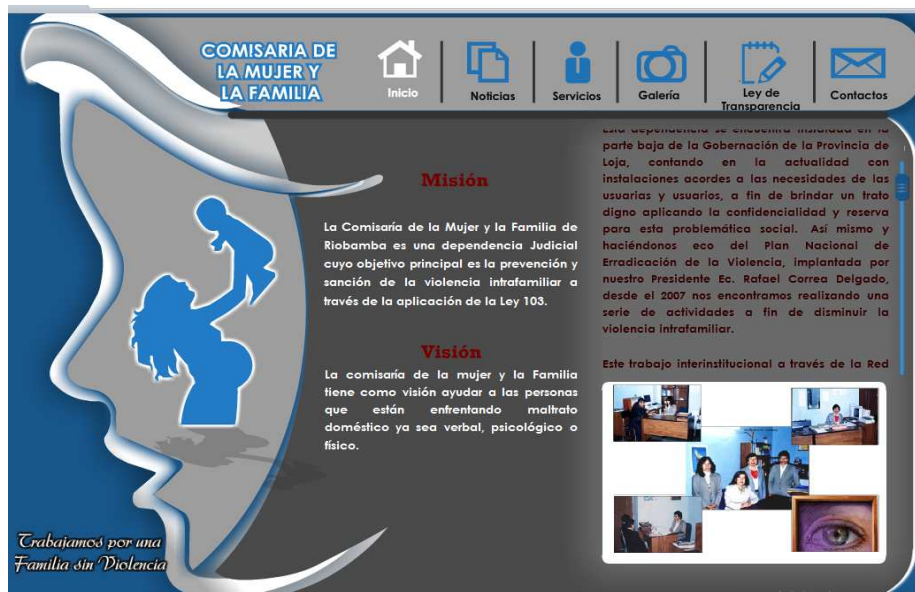 COMISARIA DE
LA MUJER Y
LA FAMILIA
Inicio
Noticias
Servicios
Galería
Ley de
Transparencia
Contactos
Misión
La Comisaría de la Mujer y la Familia de
Riobamba es una dependencia Judicial
cuyo objetivo principal es la prevención y
sanción de la violencia intrafamiliar a
través de la aplicación de la Ley 103.
Visión
La comisaría de la mujer y la Familia
tiene como visión ayudar a las personas
que están enfrentando maltrato
doméstico ya sea verbal, psicológico o
físico.
Esta dependencia se encuentra instalada en la
parte baja de la Gobernación de la Provincia de
Loja, contando en la actualidad con
instalaciones acordes a las necesidades de las
usuarias y usuarios, a fin de brindar un trato
digno aplicando la confidencialidad y reserva
para esta problemática social. Así mismo y
haciéndonos eco del Plan Nacional de
Erradicación de la Violencia, implantada por
nuestro Presidente Ec. Rafael Correa Delgado,
desde el 2007 nos encontramos realizando una
serie de actividades a fin de disminuir la
violencia intrafamiliar.
Este trabajo interinstitucional a través de la Red
Trabajamos por una
Familia sin Violencia